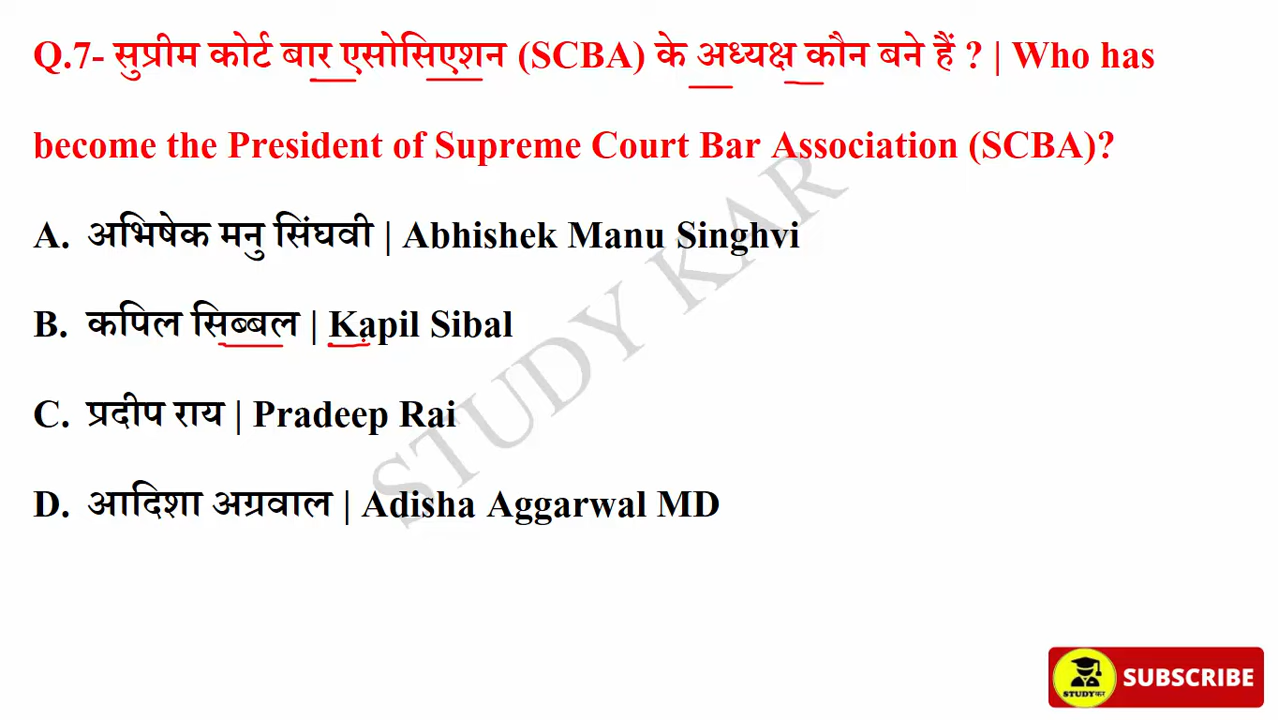 Q.7- सुप्रीम कोर्ट बार एसोसिएशन (SCBA) के अध्यक्ष कौन बने हैं ? | Who has
become the President of Supreme Court Bar Association (SCBA)?
A. अभिषेक मनु सिंघवी | Abhishek Manu Singhvi
B. कपिल सिब्बल | Kapil Sibal
C. प्रदीप राय | Pradeep Rai
D. आदिशा अग्रवाल | Adisha Aggarwal MD
STUDY KAR
STUDYकर
SUBSCRIBE